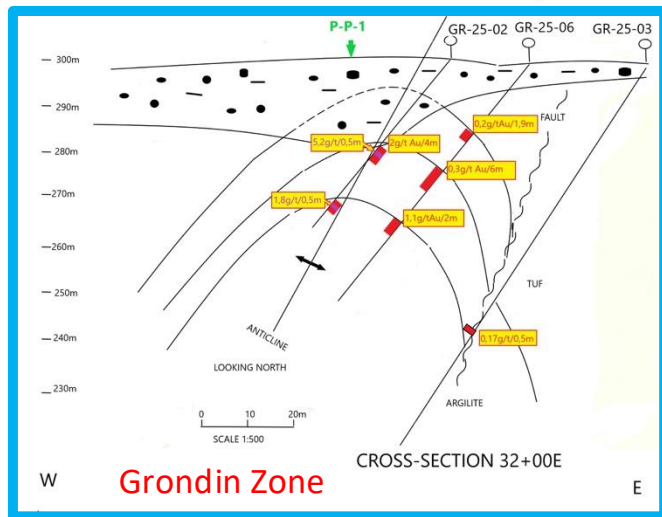 P-P-1
GR-25-02
GR-25-06
GR-25-03
300m
290m
280m
270m
260m
250m
240m
230m
FAULT
0,2g/tAu/1,9m
5,2g/t/0,5m
2g/t Au/4m
0,3g/t Au/6m
1,8g/t/0,5m
1,1g/tAu/2m
TUF
ANTICLINE
0,17g/t/0,5m
LOOKING NORTH
ARGILITE
0 10 20m
SCALE 1:500
CROSS-SECTION 32+00E
W
Grondin Zone
E